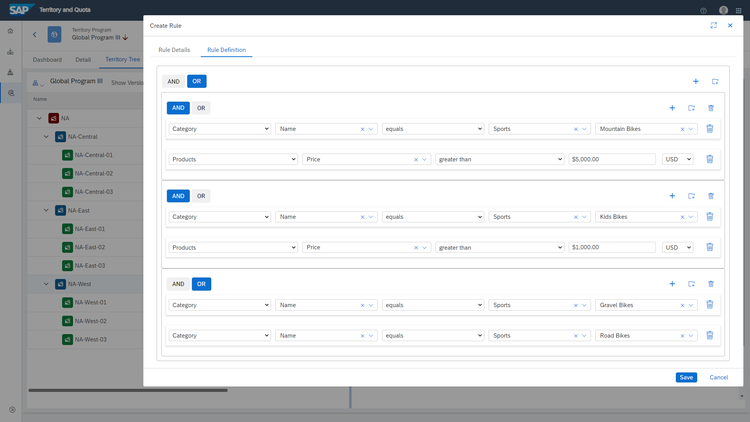 SAP Territory and Quota
Territory Program
Global Program III
Dashboard Detail Territory Tree
Global Program III Show Versio
Name
NA
NA-Central
NA-Central-01
NA-Central-02
NA-Central-03
NA-East
NA-East-01
NA-East-02
NA-East-03
NA-West
NA-West-01
NA-West-02
NA-West-03
Create Rule
Rule Details Rule Definition
AND OR
AND OR
Category Name equals Sports Mountain Bikes
Products Price greater than $5,000.00 USD
AND OR
Category Name equals Sports Kids Bikes
Products Price greater than $1,000.00 USD
AND OR
Category Name equals Sports Gravel Bikes
Category Name equals Sports Road Bikes
Save Cancel